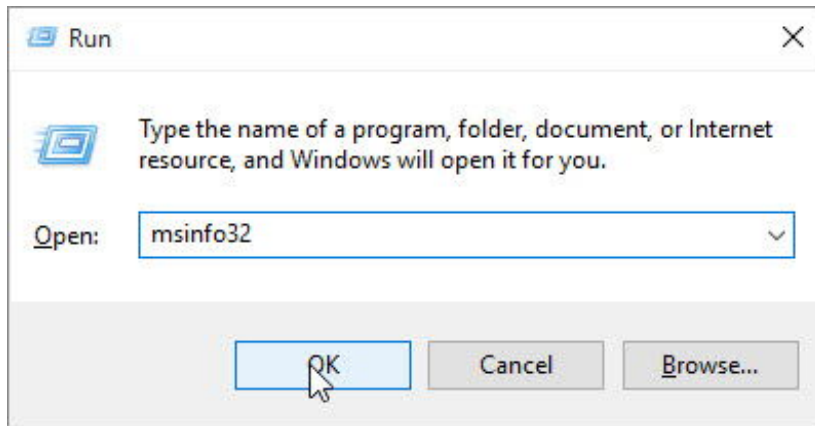 Run
Type the name of a program, folder, document, or Internet
resource, and Windows will open it for you.
Open: msinfo32
OK Cancel Browse...